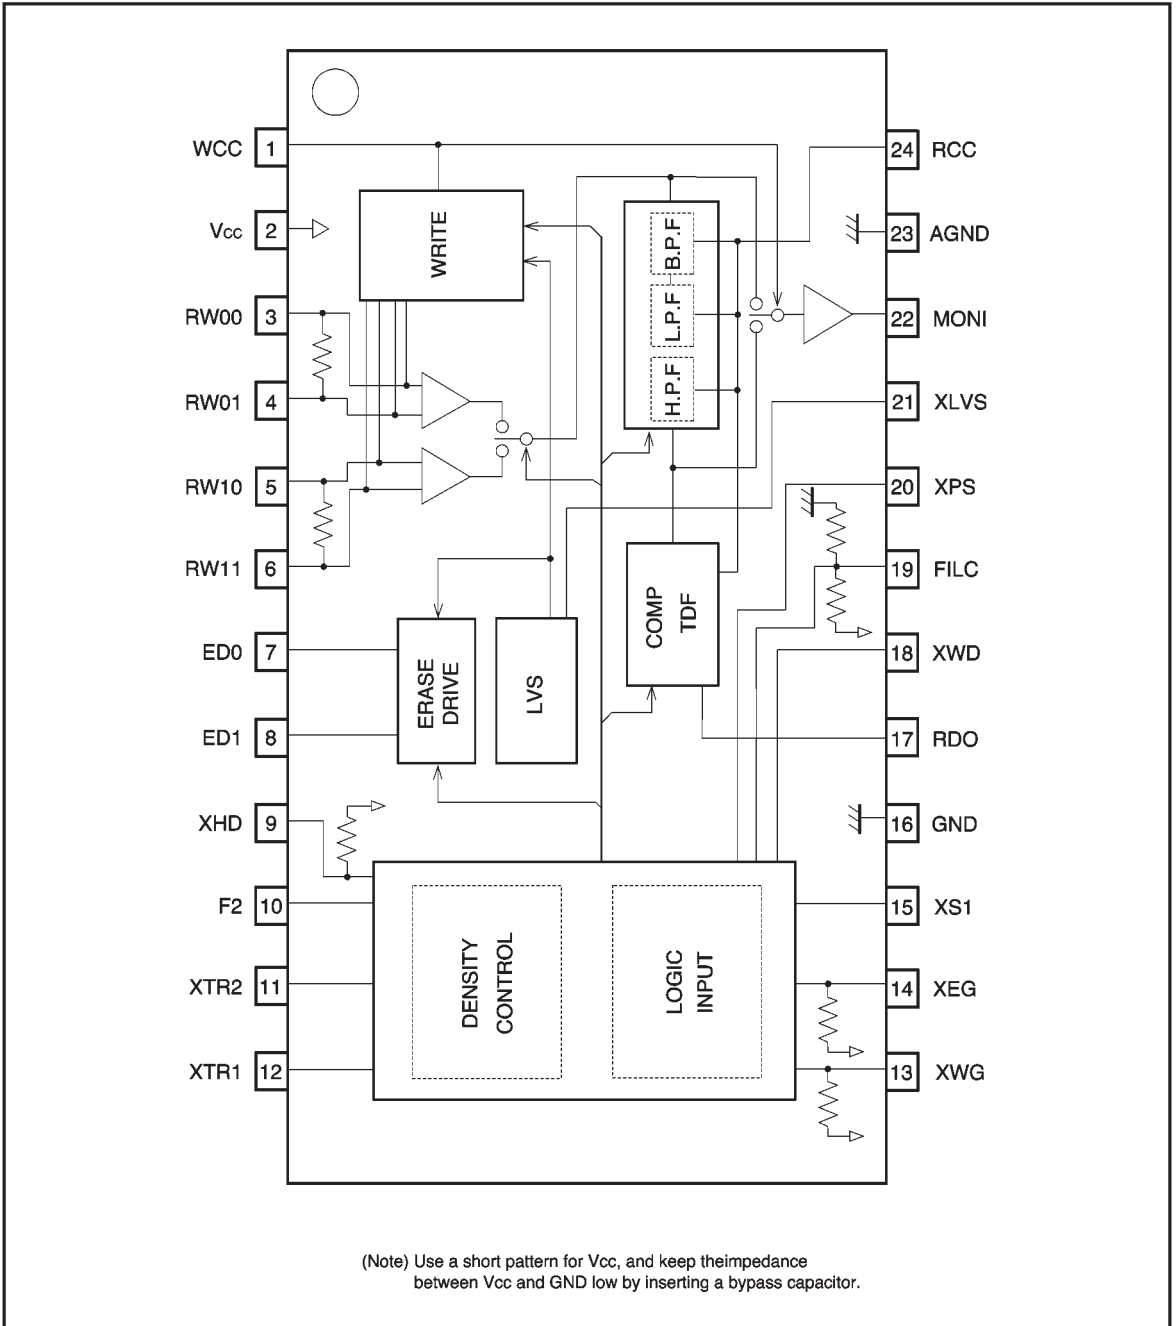 WCC 1
Vcc 2
RW00 3
RW01 4
RW10 5
RW11 6
ED0 7
ED1 8
XHD 9
F2 10
XTR2 11
XTR1 12
WRITE
B.P.F
L.P.F
H.P.F
COMP
TDF
ERASE
DRIVE
LVS
DENSITY
CONTROL
LOGIC
INPUT
24 RCC
23 AGND
22 MONI
21 XLVS
20 XPS
19 FILC
18 XWD
17 RDO
16 GND
15 XS1
14 XEG
13 XWG
(Note) Use a short pattern for Vcc, and keep theimpedance
between Vcc and GND low by inserting a bypass capacitor.